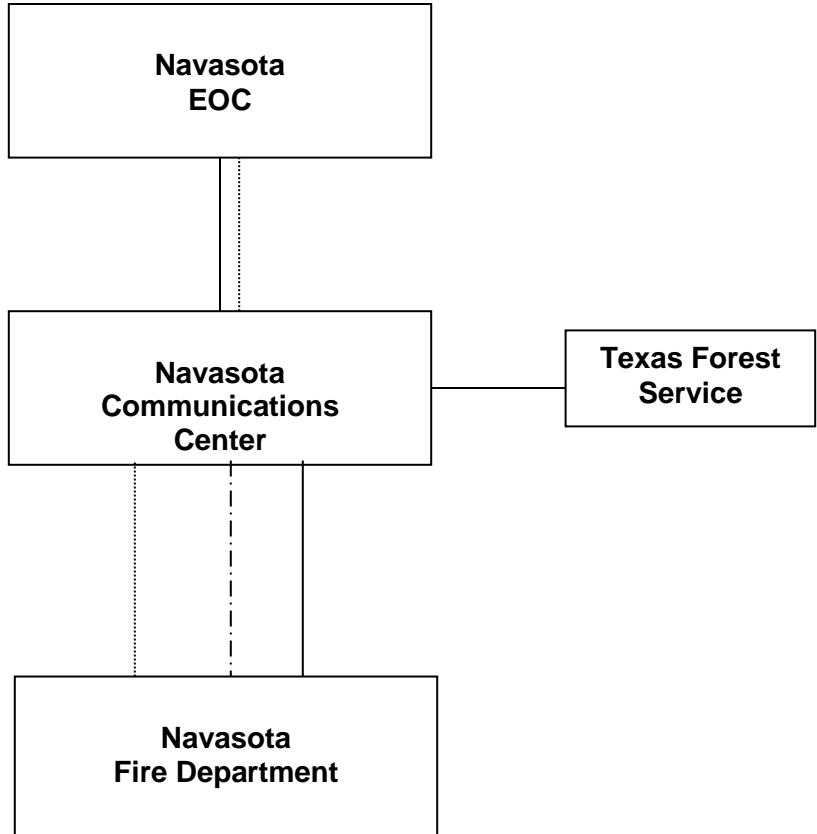 Navasota
EOC
Navasota
Communications
Center
Texas Forest
Service
Navasota
Fire Department